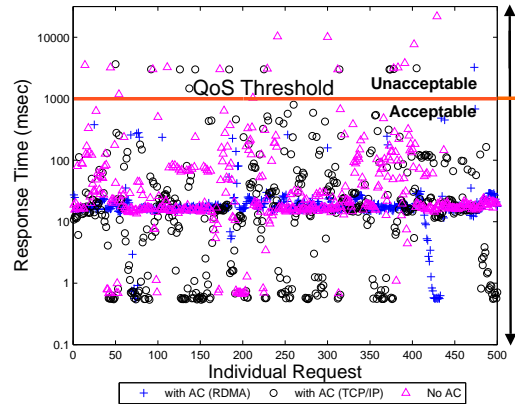 10000
1000
100
10
1
0.1
Response Time (msec)
QoS Threshold
Unacceptable
Acceptable
0 50 100 150 200 250 300 350 400 450 500
Individual Request
with AC (RDMA) with AC (TCP/IP) No AC